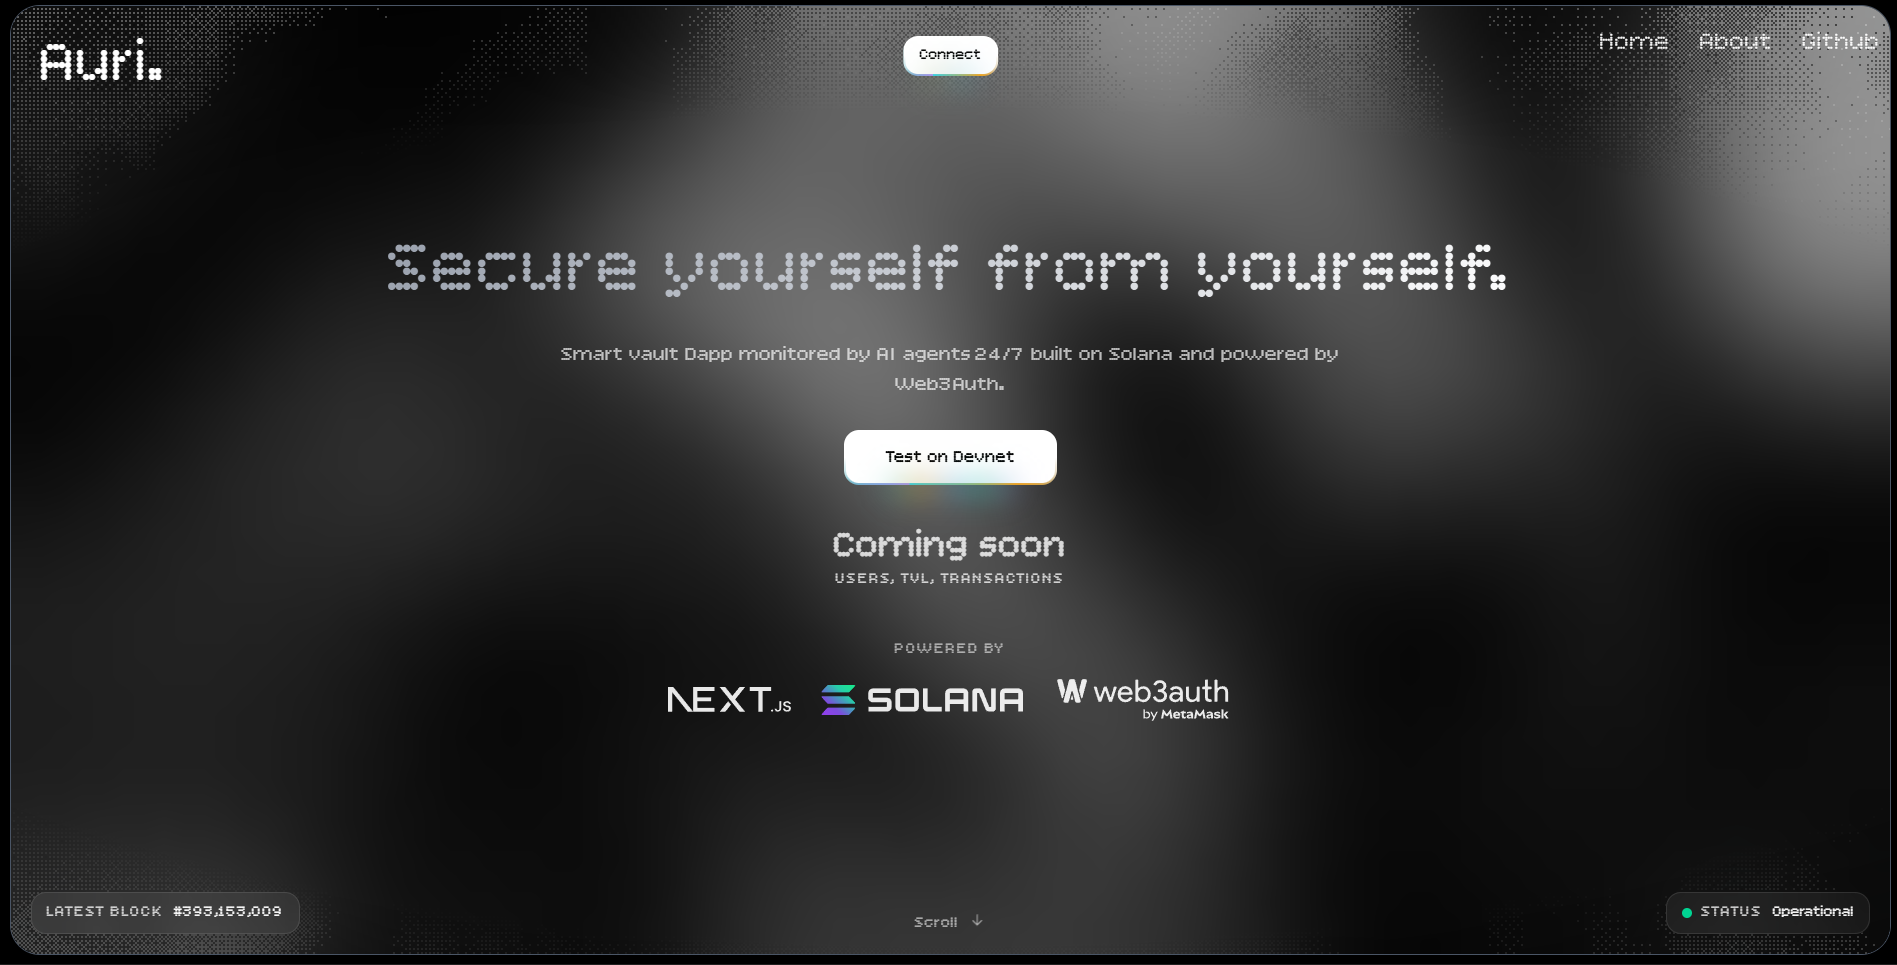 Auri.
Connect
Home About Github
Secure yourself from yourself.
Smart vault Dapp monitored by AI agents 24/7 built on Solana and powered by
Web3Auth.
Test on Devnet
Coming soon
USERS, TVL, TRANSACTIONS
POWERED BY
NEXT.JS
SOLANA
web3auth
by MetaMask
LATEST BLOCK #393,153,009
Scroll ↓
STATUS Operational